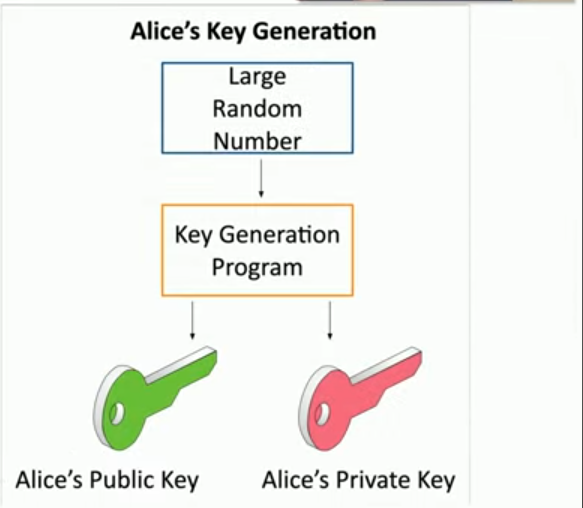 Alice’s Key Generation
Large
Random
Number
Key Generation
Program
Alice’s Public Key
Alice’s Private Key